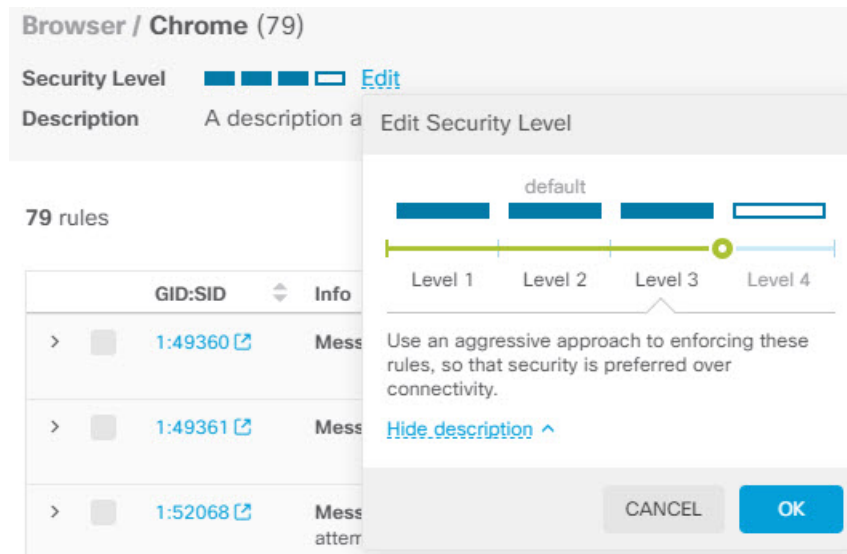 Browser / Chrome (79)
Security Level Edit
Description A description a
Edit Security Level
default
79 rules
Level 1 Level 2 Level 3 Level 4
GID:SID Info
Use an aggressive approach to enforcing these
rules, so that security is preferred over
connectivity.
Hide description
1:49360 Mess
1:49361 Mess
1:52068 Mess
attem
CANCEL OK